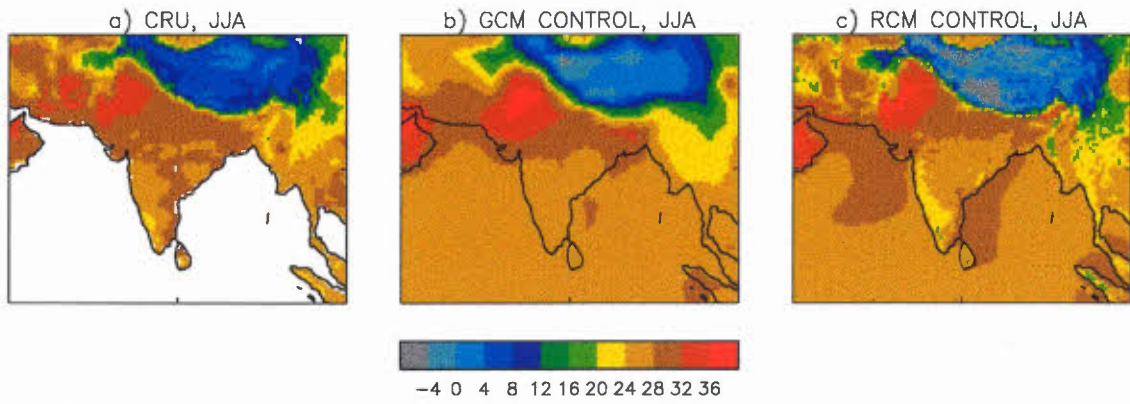 a) CRU, JJA
b) GCM CONTROL, JJA
c) RCM CONTROL, JJA
−4 0 4 8 12 16 20 24 28 32 36